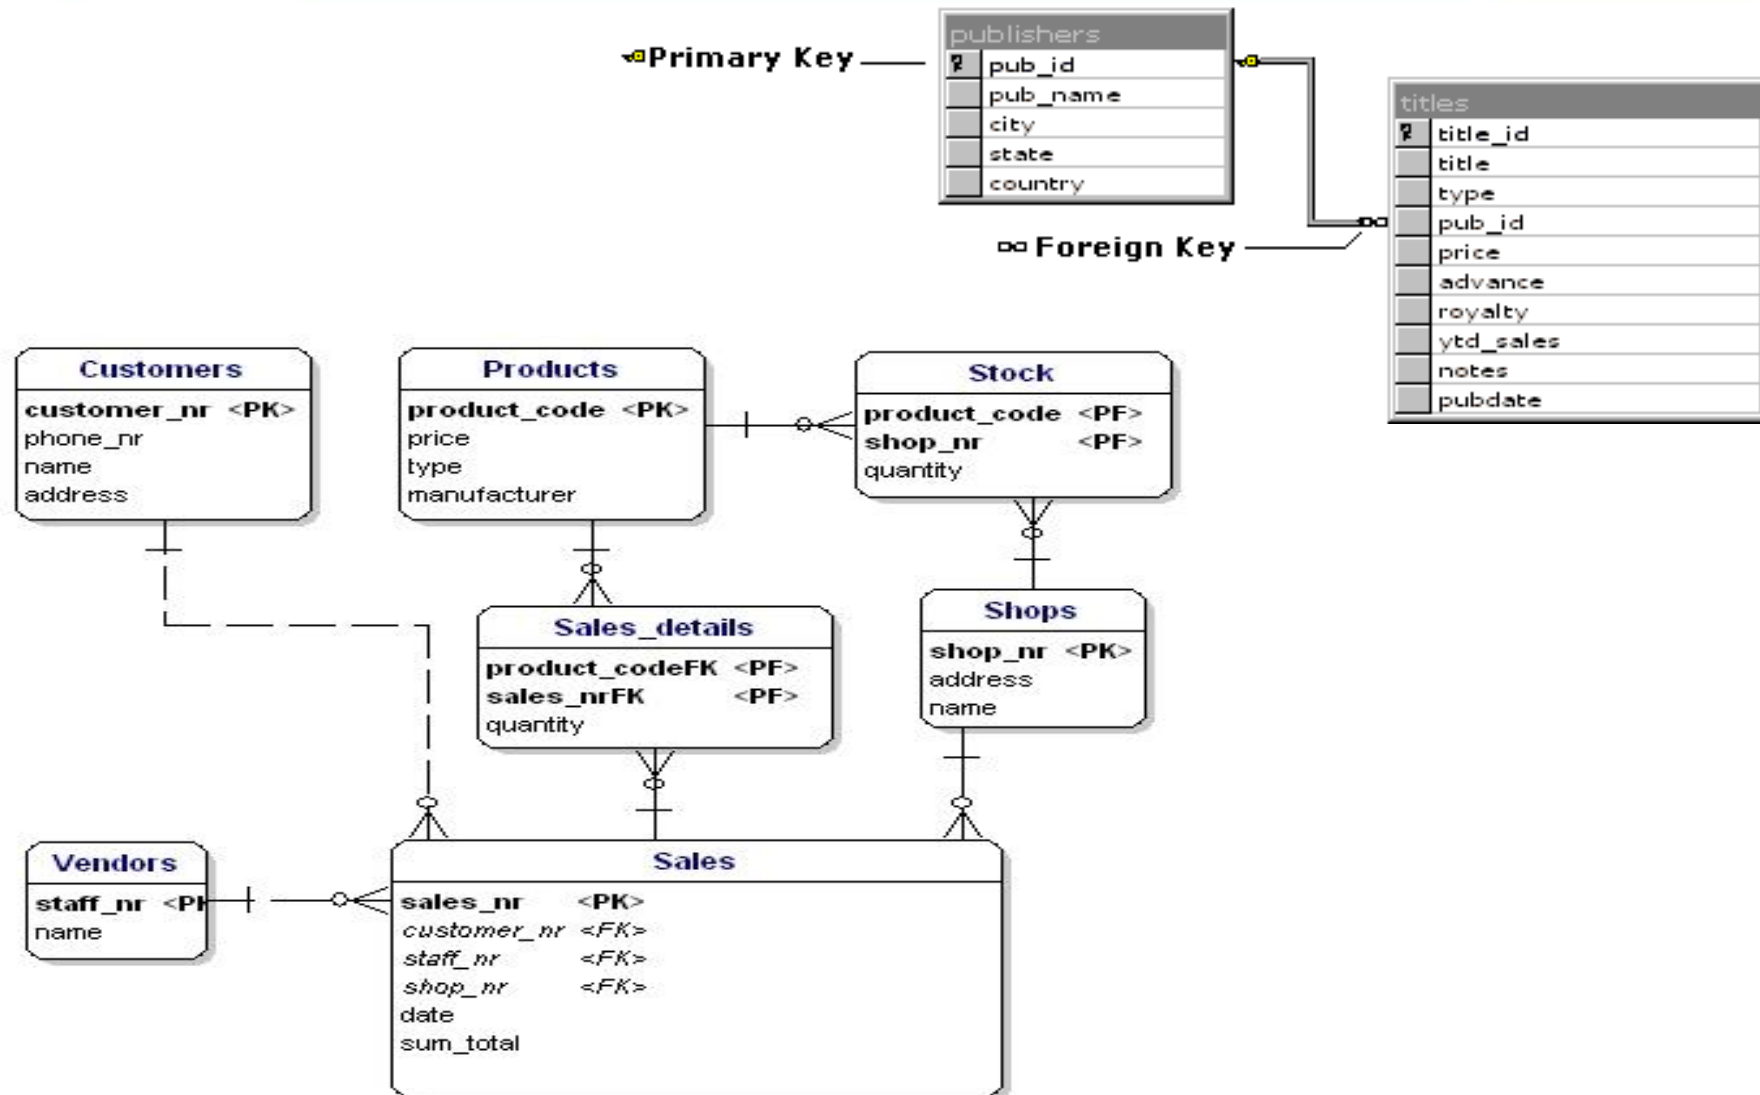 Primary Key
publishers
pub_id
pub_name
city
state
country
titles
title_id
title
type
pub_id
price
advance
royalty
ytd_sales
notes
pubdate
Foreign Key
Customers
customer_nr <PK>
phone_nr
name
address
Products
product_code <PK>
price
type
manufacturer
Stock
product_code <PF>
shop_nr <PF>
quantity
Sales_details
product_codeFK <PF>
sales_nrFK <PF>
quantity
Shops
shop_nr <PK>
address
name
Vendors
staff_nr <PK
name
Sales
sales_nr <PK>
customer_nr <FK>
staff_nr <FK>
shop_nr <FK>
date
sum_total